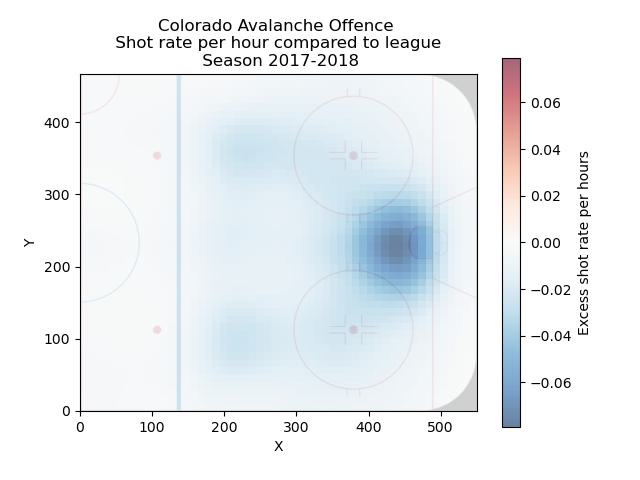 Colorado Avalanche Offence
Shot rate per hour compared to league
Season 2017-2018
Y
400
300
200
100
0
0 100 200 300 400 500
X
0.06
0.04
0.02
0.00
−0.02
−0.04
−0.06
Excess shot rate per hours